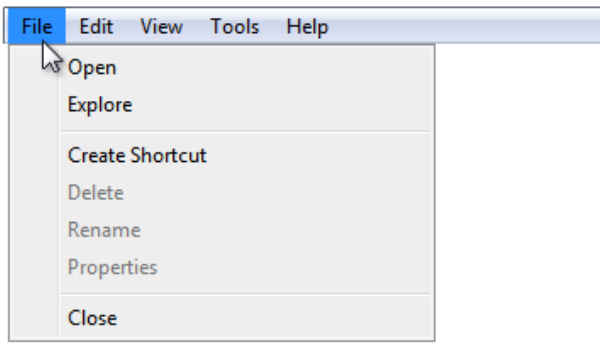 File Edit View Tools Help
Open
Explore
Create Shortcut
Delete
Rename
Properties
Close